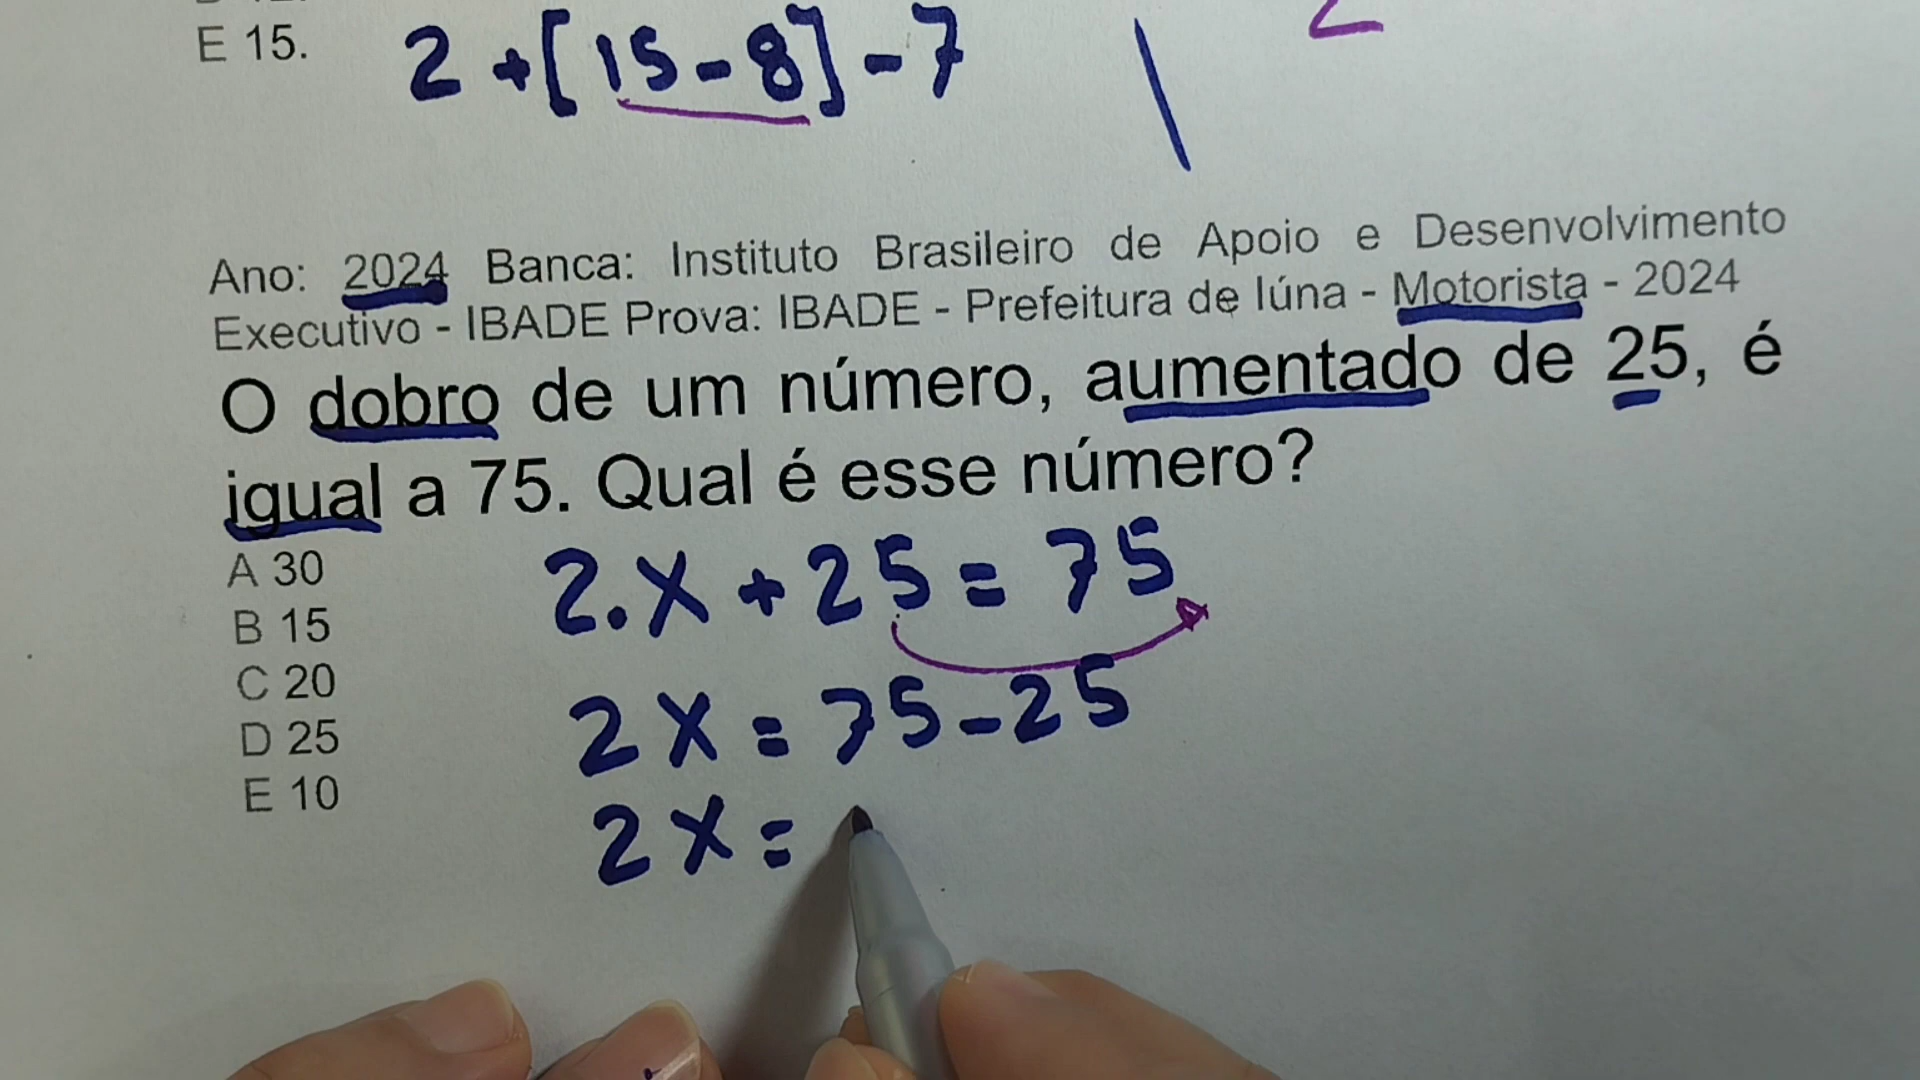 E 15.
2 + [15 - 8] - 7
Ano: 2024 Banca: Instituto Brasileiro de Apoio e Desenvolvimento
Executivo - IBADE Prova: IBADE - Prefeitura de Iúna - Motorista - 2024
O dobro de um número, aumentado de 25, é
igual a 75. Qual é esse número?
A 30
B 15
C 20
D 25
E 10
2.X + 25 = 75
2X = 75 - 25
2X =